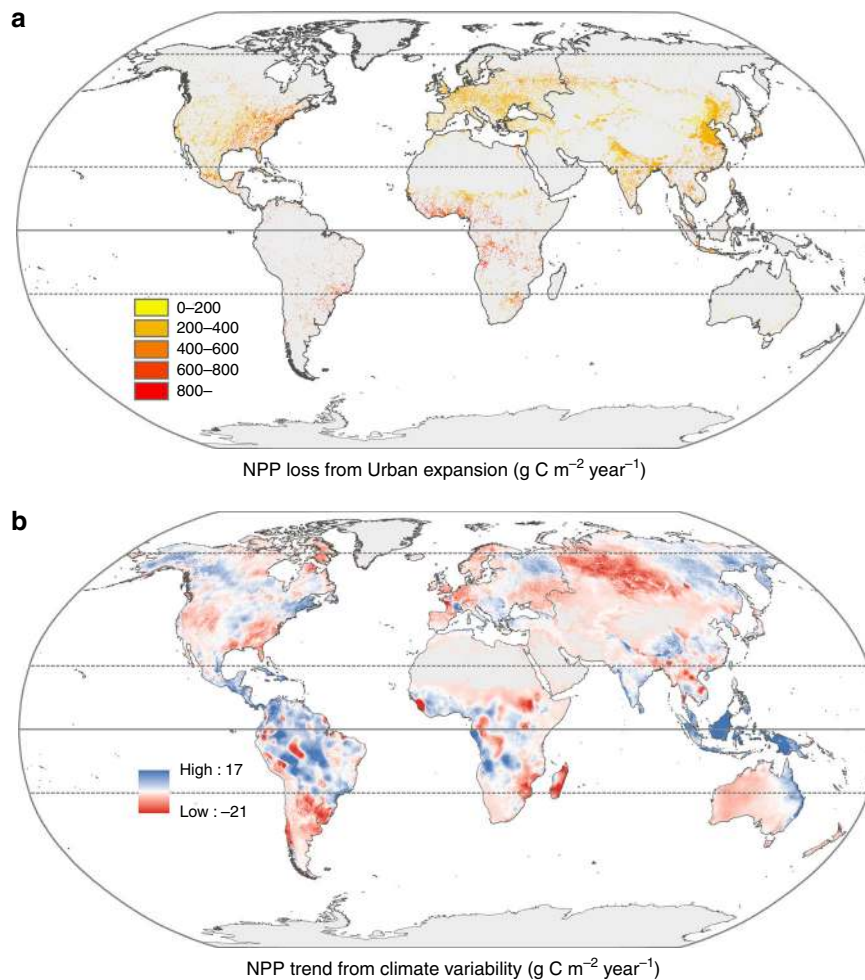 a
0–200
200–400
400–600
600–800
800–
NPP loss from Urban expansion (g C m⁻² year⁻¹)
b
High : 17
Low : –21
NPP trend from climate variability (g C m⁻² year⁻¹)